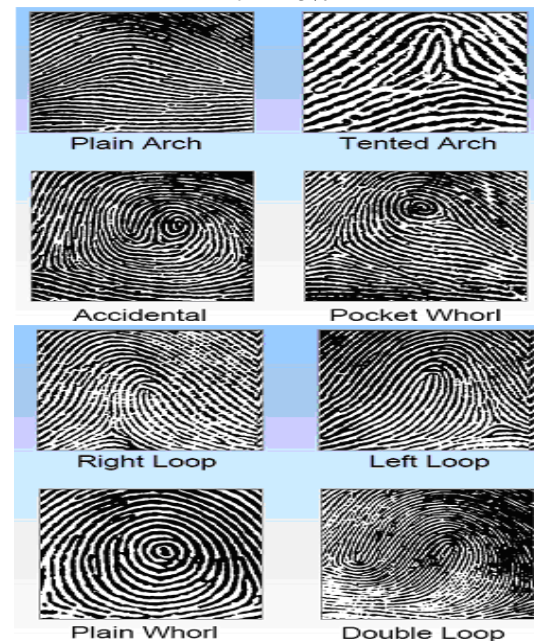 Plain Arch
Tented Arch
Accidental
Pocket Whorl
Right Loop
Left Loop
Plain Whorl
Double Loop